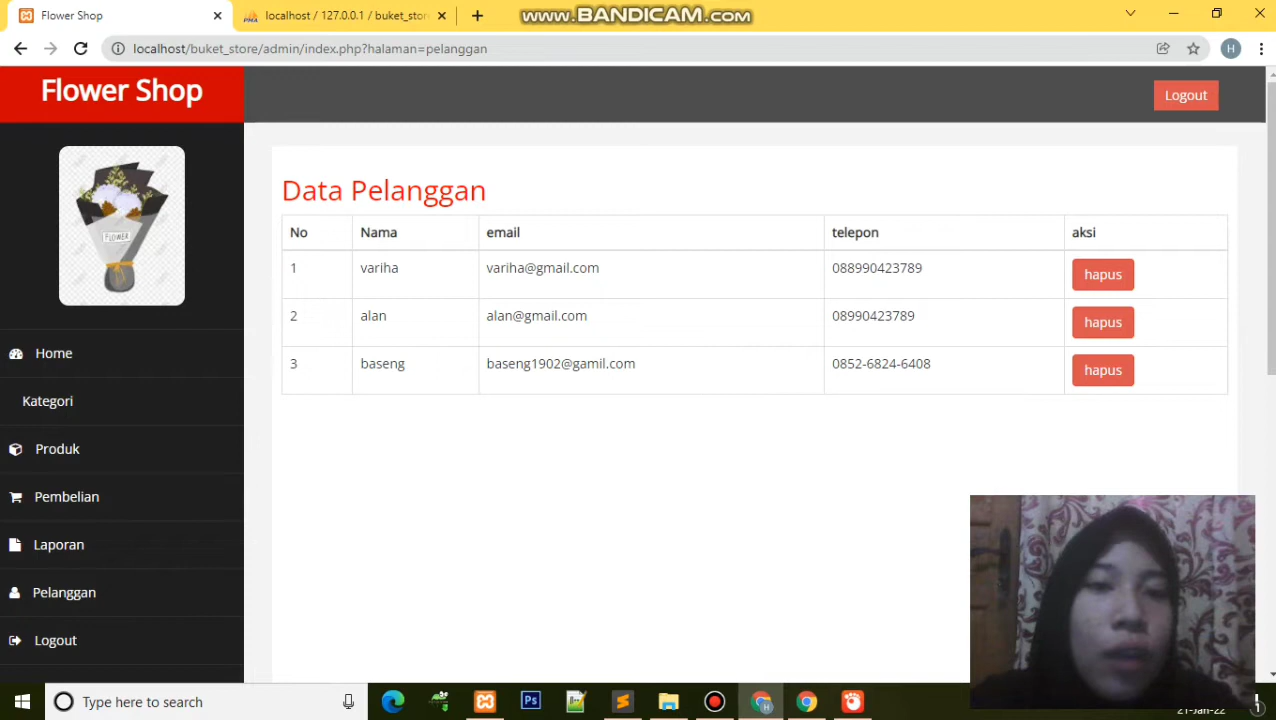 Flower Shop
localhost / 127.0.0.1 / buket_stor
www.BANDICAM.com
localhost/buket_store/admin/index.php?halaman=pelanggan
H
Flower Shop
Logout
FLOWER
Home
Kategori
Produk
Pembelian
Laporan
Pelanggan
Logout
Data Pelanggan
No Nama email telepon aksi
1 variha variha@gmail.com 088990423789 hapus
2 alan alan@gmail.com 08990423789 hapus
3 baseng baseng1902@gamil.com 0852-6824-6408 hapus
Type here to search
Ps
21-Jan-22